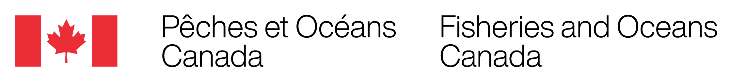 Pêches et Océans
Canada
Fisheries and Oceans
Canada